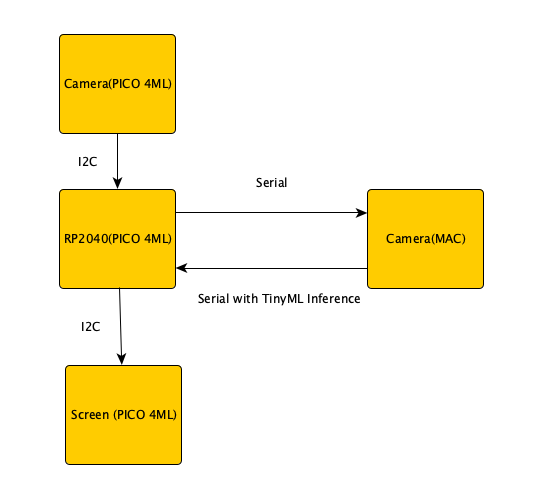 Camera(PICO 4ML)
I2C
Serial
RP2040(PICO 4ML)
Camera(MAC)
Serial with TinyML Inference
I2C
Screen (PICO 4ML)